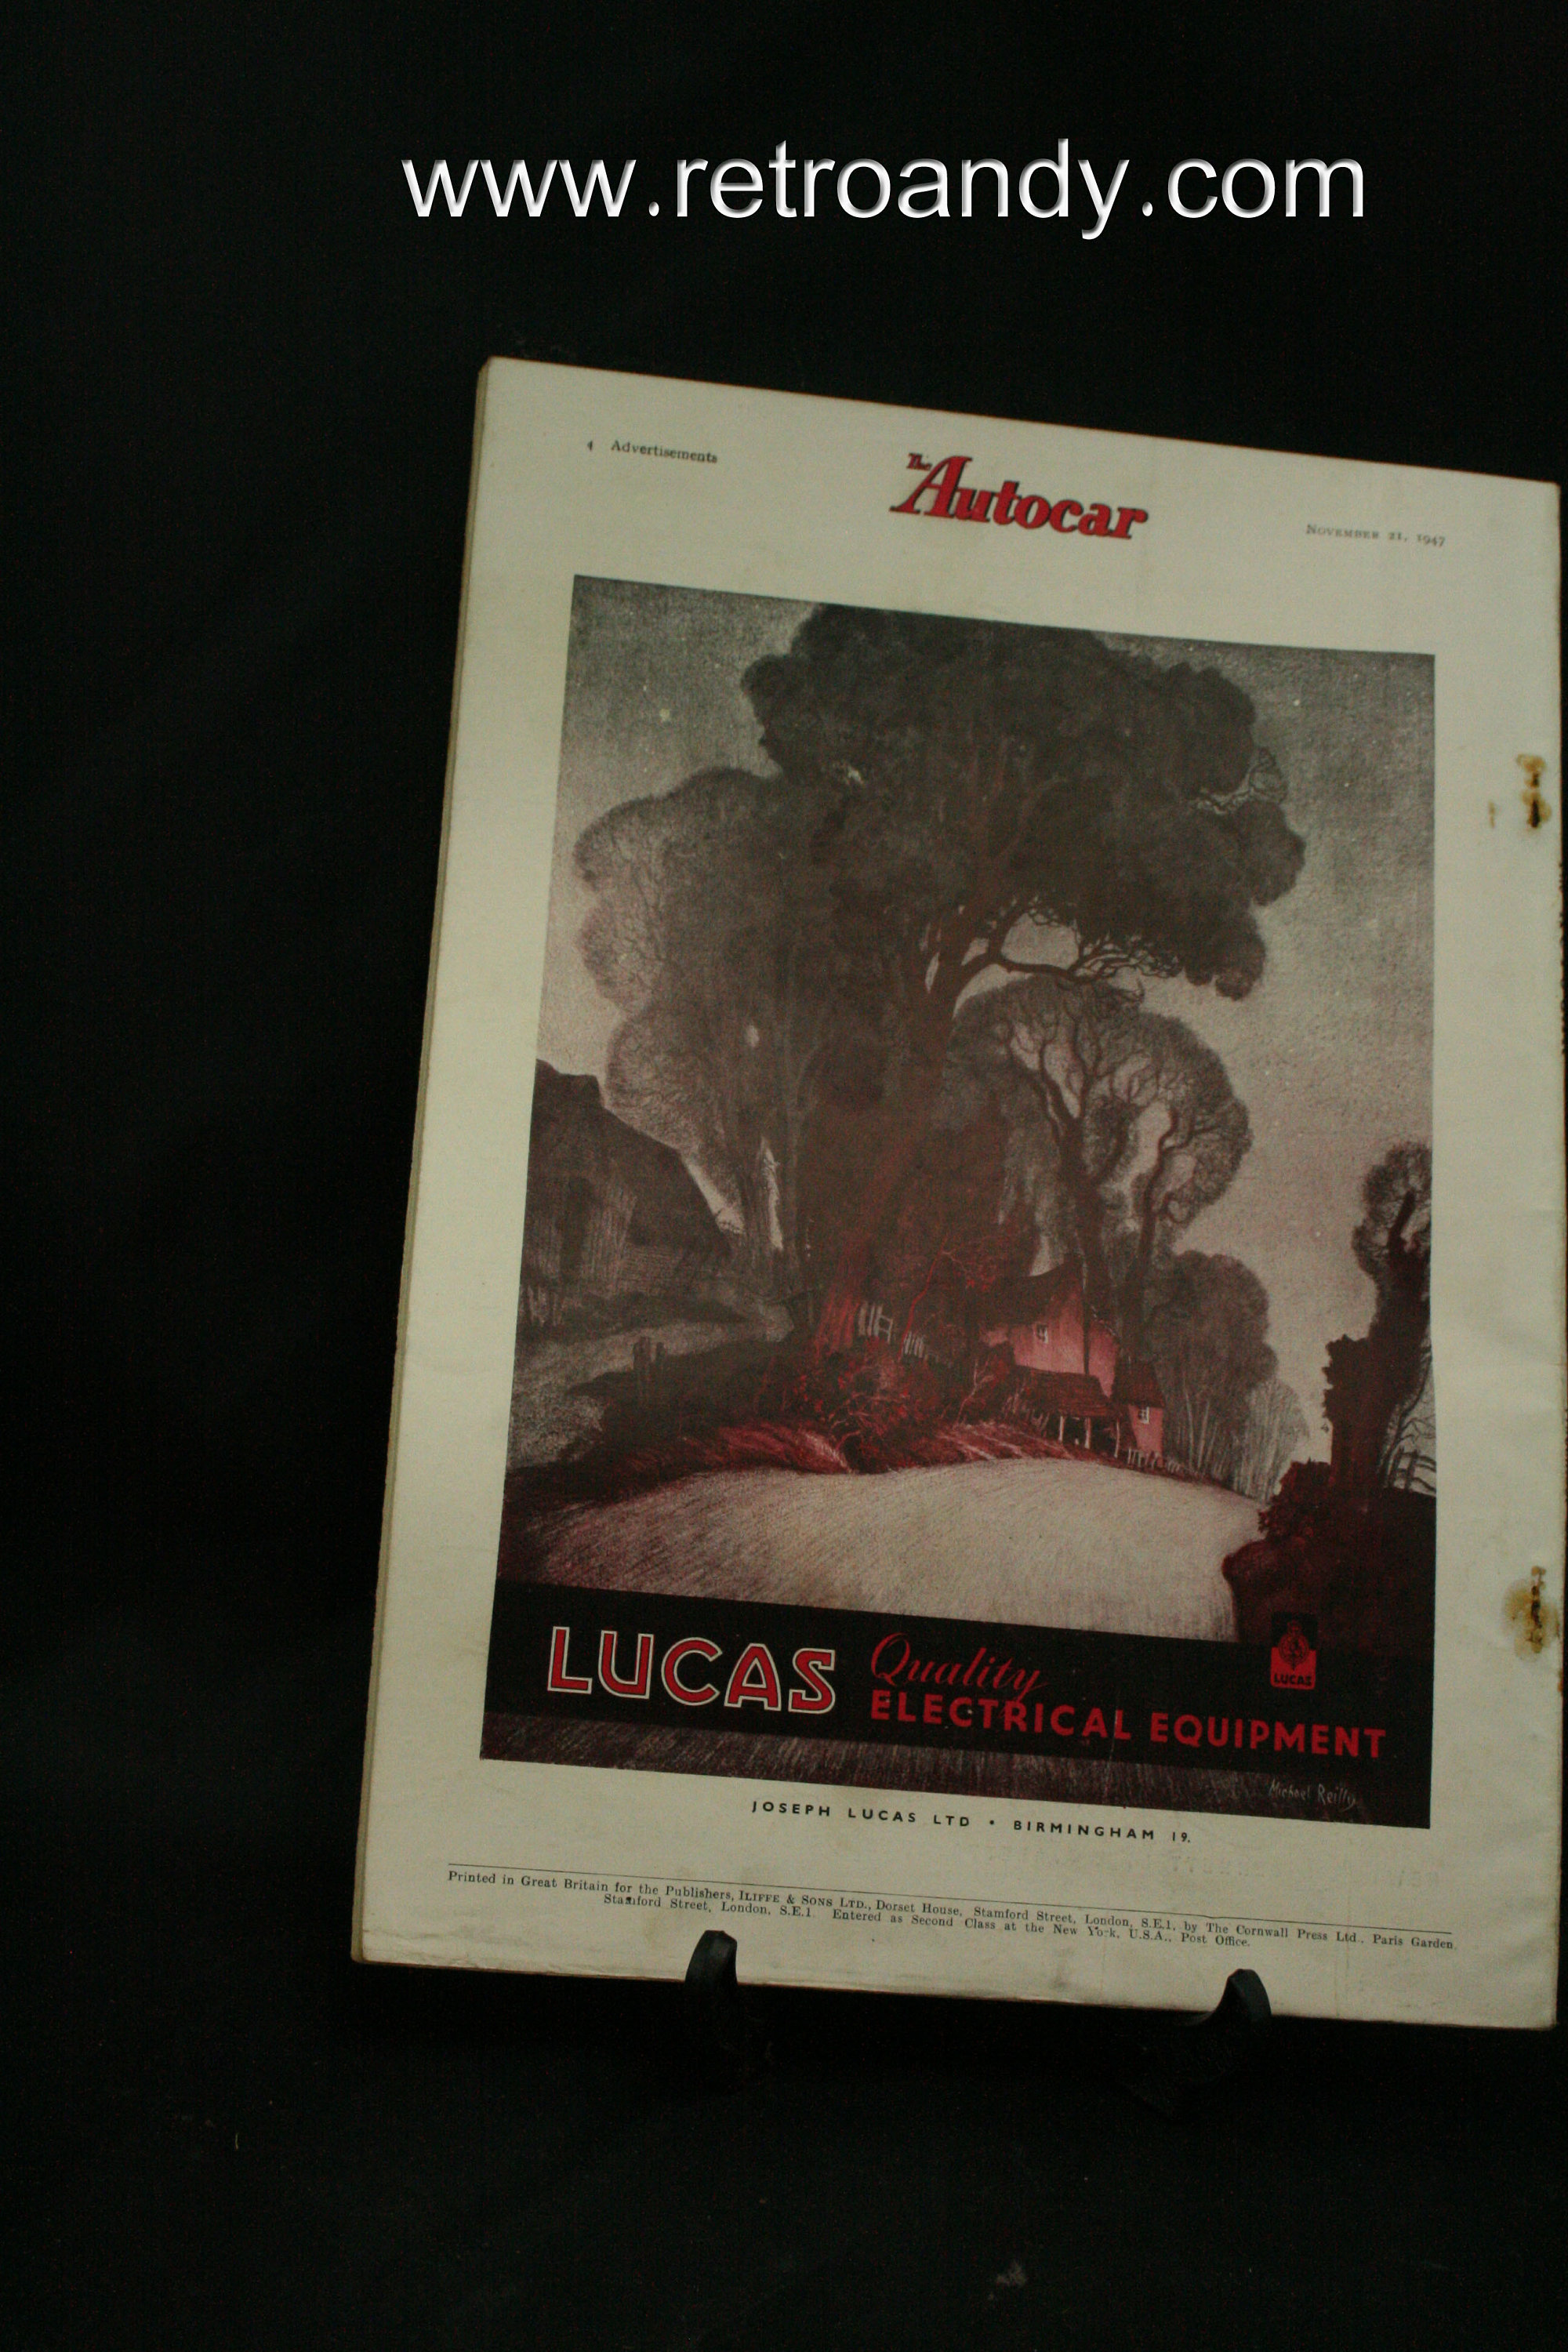 www.retroandy.com
4 Advertisements
The Autocar
NOVEMBER 21, 1947
LUCAS Quality
ELECTRICAL EQUIPMENT
LUCAS
Michael Reilly
JOSEPH LUCAS LTD • BIRMINGHAM 19.
Printed in Great Britain for the Publishers, ILIFFE & SONS LTD., Dorset House, Stamford Street, London, S.E.1, by The Cornwall Press Ltd., Paris Garden,
Stamford Street, London, S.E.1. Entered as Second Class at the New York, U.S.A., Post Office.